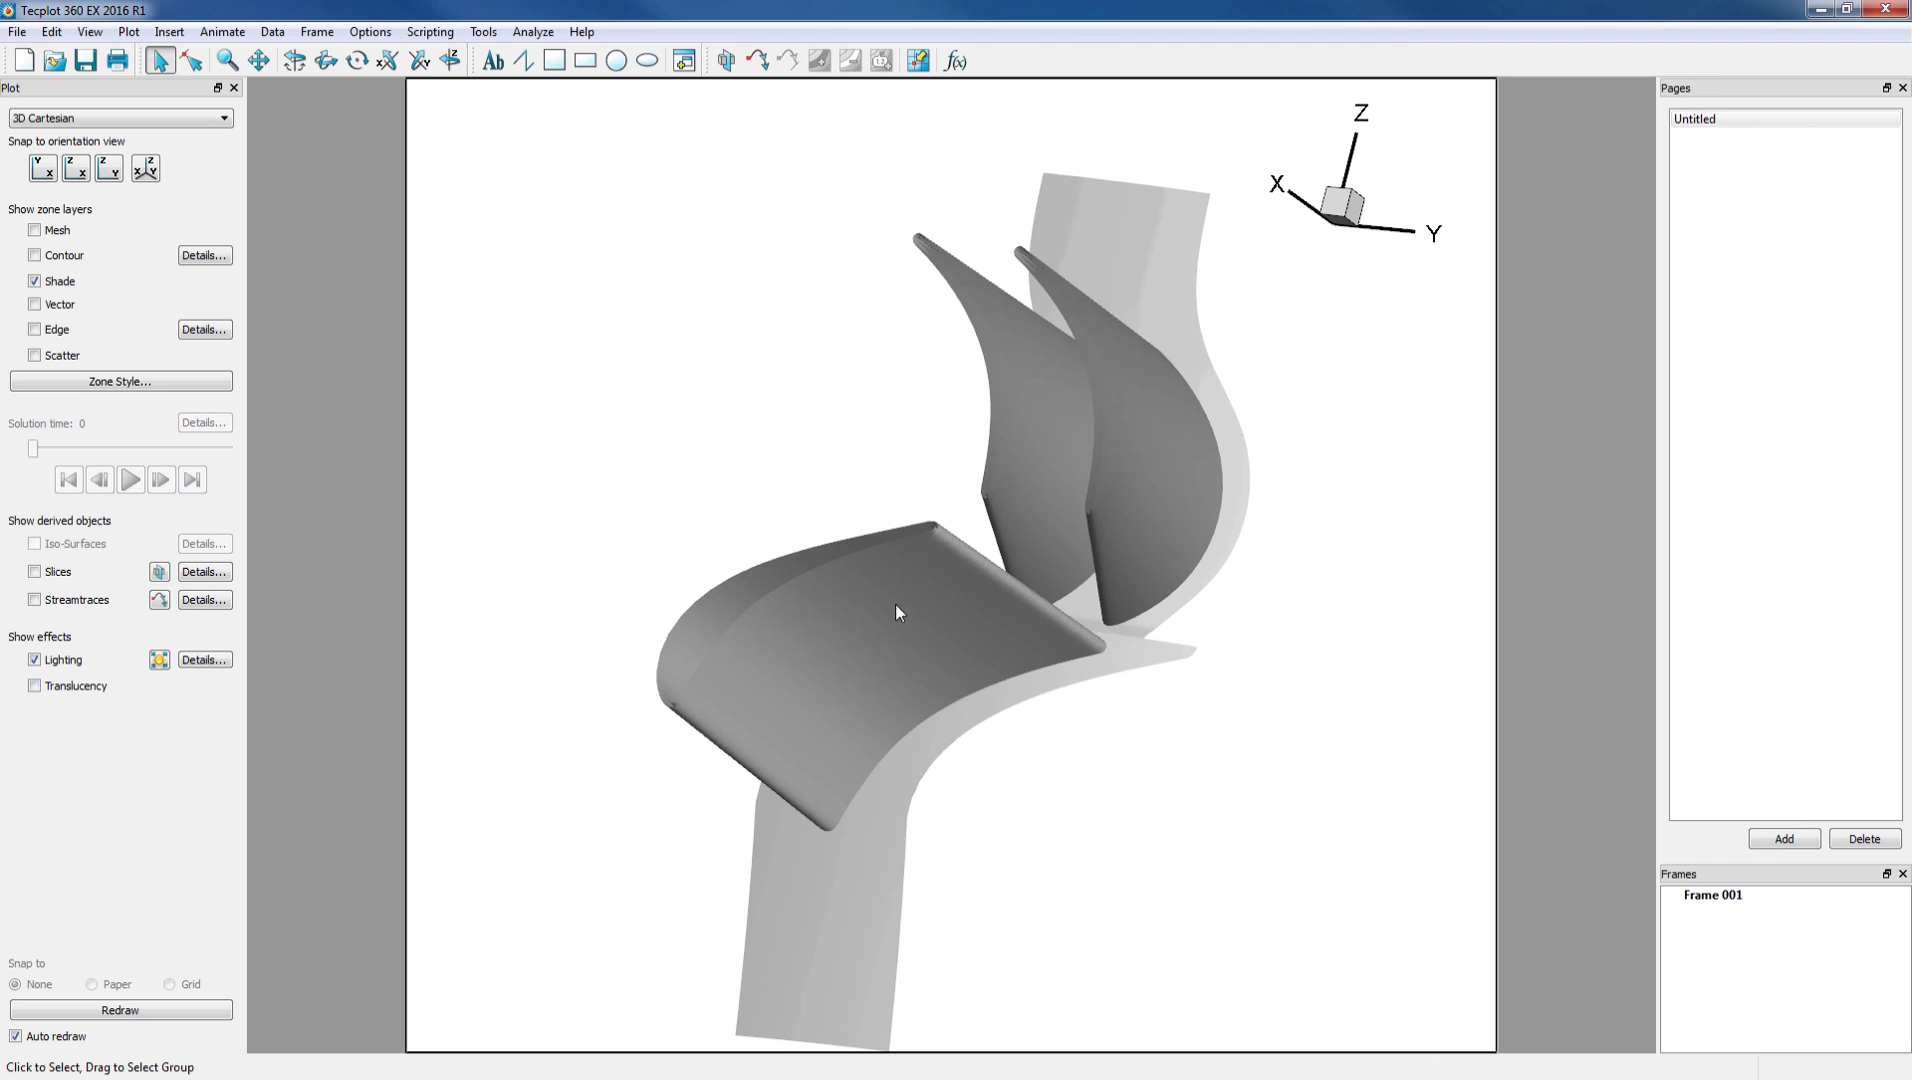 Tecplot 360 EX 2016 R1
File Edit View Plot Insert Animate Data Frame Options Scripting Tools Analyze Help
Ab f(x)
Plot
3D Cartesian
Snap to orientation view
Y X Z X Z Y Z X Y
Show zone layers
Mesh
Contour Details...
Shade
Vector
Edge Details...
Scatter
Zone Style...
Solution time: 0 Details...
Show derived objects
Iso-Surfaces Details...
Slices Details...
Streamtraces Details...
Show effects
Lighting Details...
Translucency
Snap to
None Paper Grid
Redraw
Auto redraw
Click to Select, Drag to Select Group
Z
X
Y
Pages
Untitled
Add Delete
Frames
Frame 001